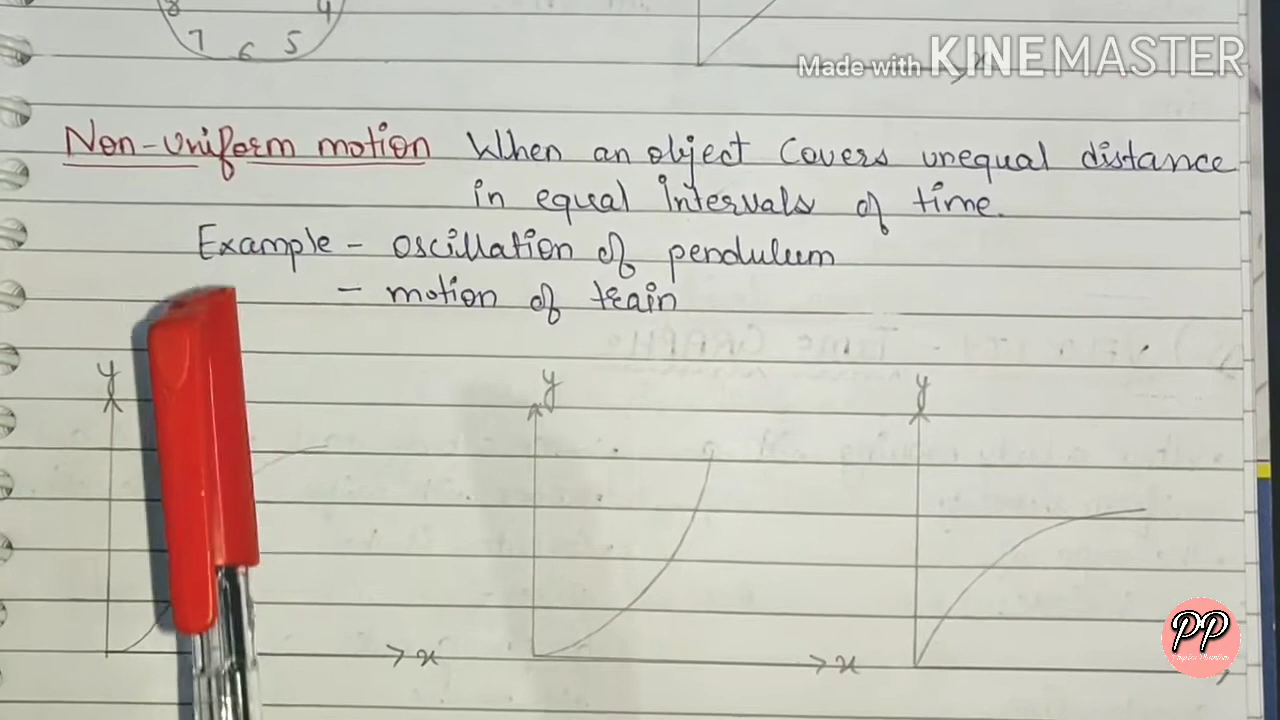 8 4
7 6 5
x
Made with KINEMASTER
Non-uniform motion When an object covers unequal distance
in equal intervals of time.
Example - oscillation of pendulum
- motion of train
y y y
x x
PP